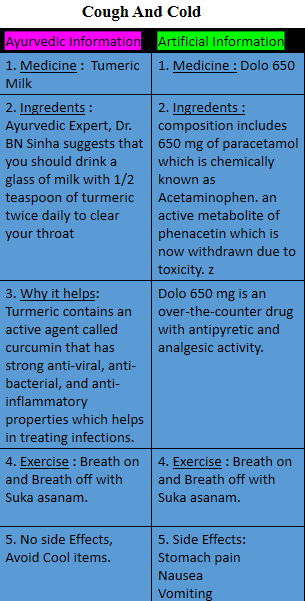 Cough And Cold
Ayurvedic Information
Artificial Information
1. Medicine :  Tumeric
Milk
1. Medicine : Dolo 650
2. Ingredents :
Ayurvedic Expert, Dr.
BN Sinha suggests that
you should drink a
glass of milk with 1/2
teaspoon of turmeric
twice daily to clear
your throat
2. Ingredents :
composition includes
650 mg of paracetamol
which is chemically
known as
Acetaminophen. an
active metabolite of
phenacetin which is
now withdrawn due to
toxicity. z
3. Why it helps:
Turmeric contains an
active agent called
curcumin that has
strong anti-viral, anti-
bacterial, and anti-
inflammatory
properties which helps
in treating infections.
Dolo 650 mg is an
over-the-counter drug
with antipyretic and
analgesic activity.
4. Exercise : Breath on
and Breath off with
Suka asanam.
4. Exercise : Breath on
and Breath off with
Suka asanam.
5. No side Effects,
Avoid Cool items.
5. Side Effects:
Stomach pain
Nausea
Vomiting